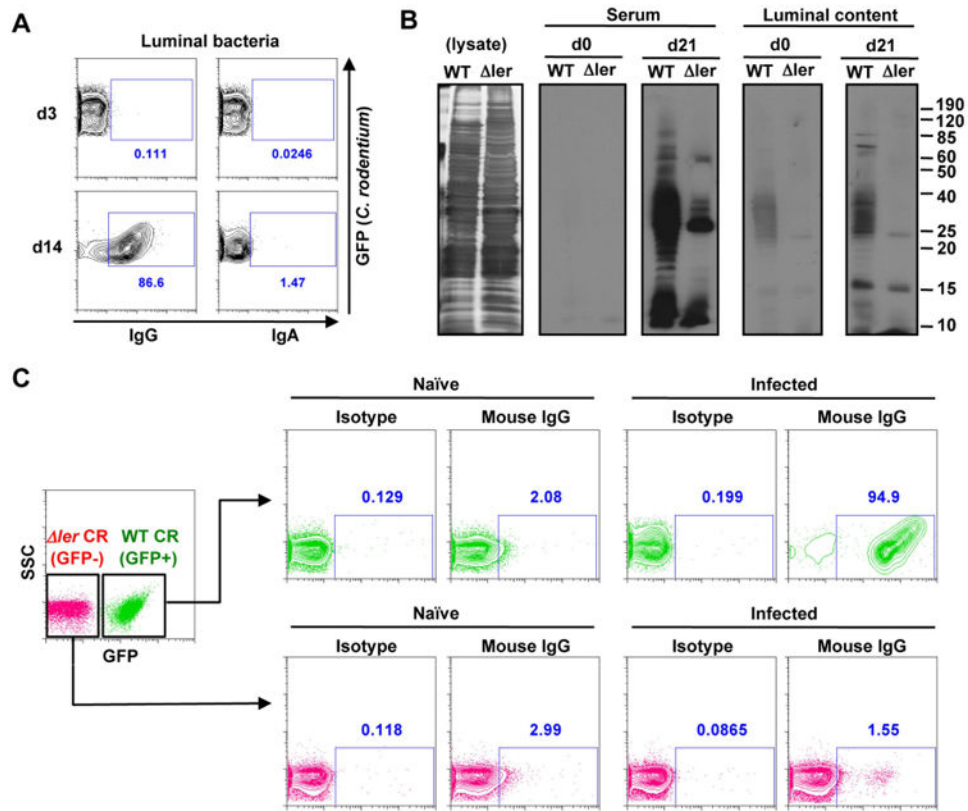 A
Luminal bacteria
d3
0.111
0.0246
d14
86.6
1.47
IgG
IgA
GFP (C. rodentium)
B
Serum
Luminal content
(lysate)
d0
d21
d0
d21
WT Δler
WT Δler
WT Δler
WT Δler
WT Δler
190
120
85
60
50
40
25
20
15
10
C
Naïve
Infected
Isotype
Mouse IgG
Isotype
Mouse IgG
0.129
2.08
0.199
94.9
SSC
Δler CR
(GFP-)
WT CR
(GFP+)
GFP
Naïve
Infected
Isotype
Mouse IgG
Isotype
Mouse IgG
0.118
2.99
0.0865
1.55